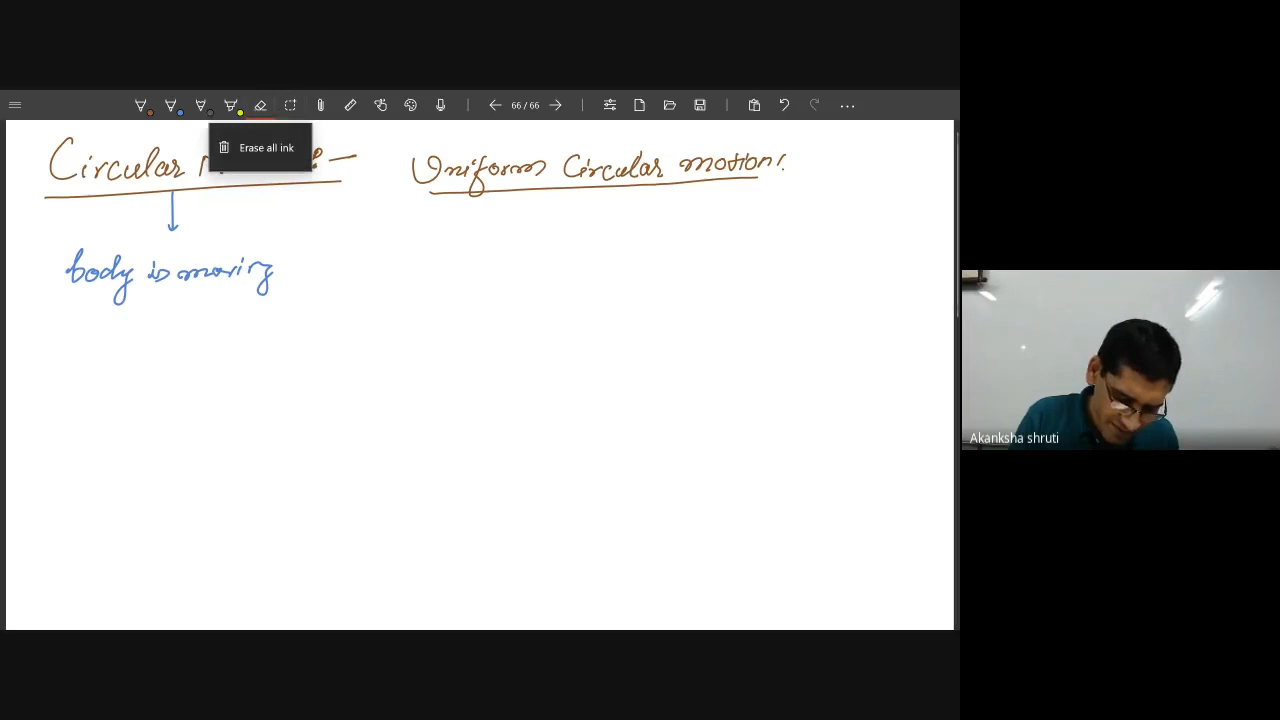 66 / 66
Erase all ink
Circular
Uniform Circular motion:
body is moving
Akanksha shruti